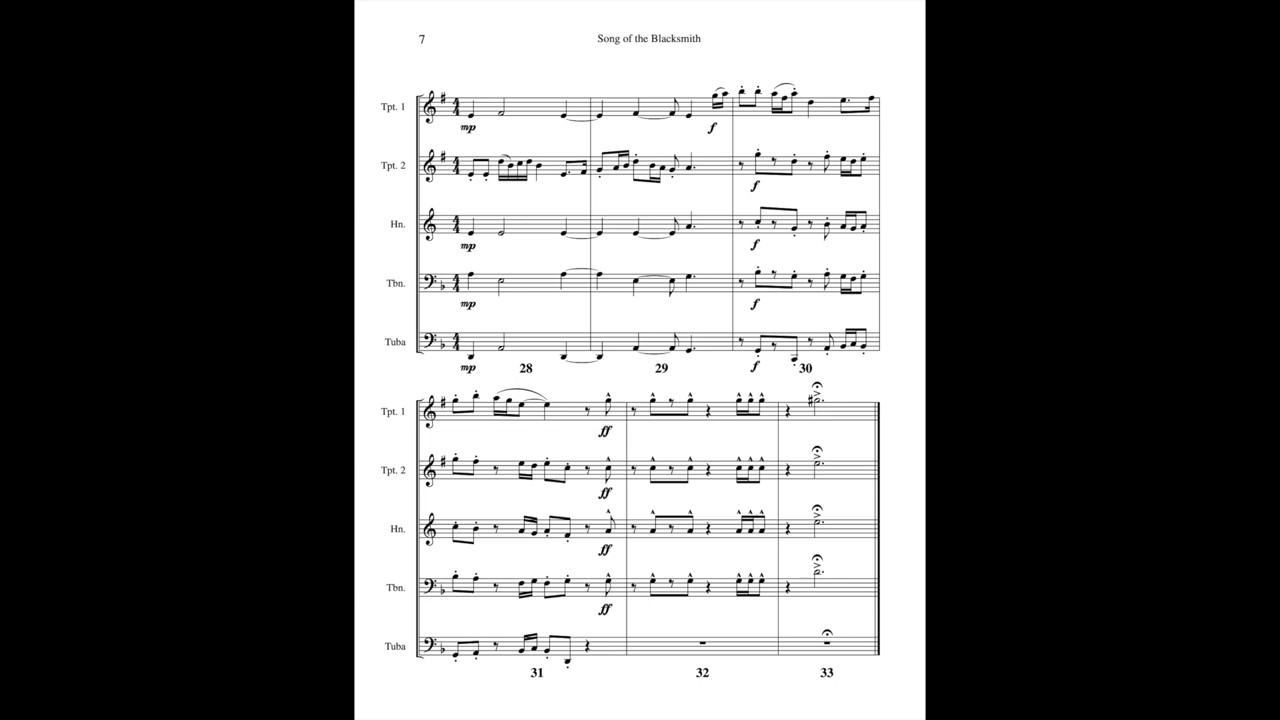 7 Song of the Blacksmith
Tpt. 1
mp
f
Tpt. 2
f
Hn.
mp
f
Tbn.
mp
f
Tuba
mp 28 29 f 30
Tpt. 1
ff
Tpt. 2
ff
Hn.
ff
Tbn.
ff
Tuba
31 32 33